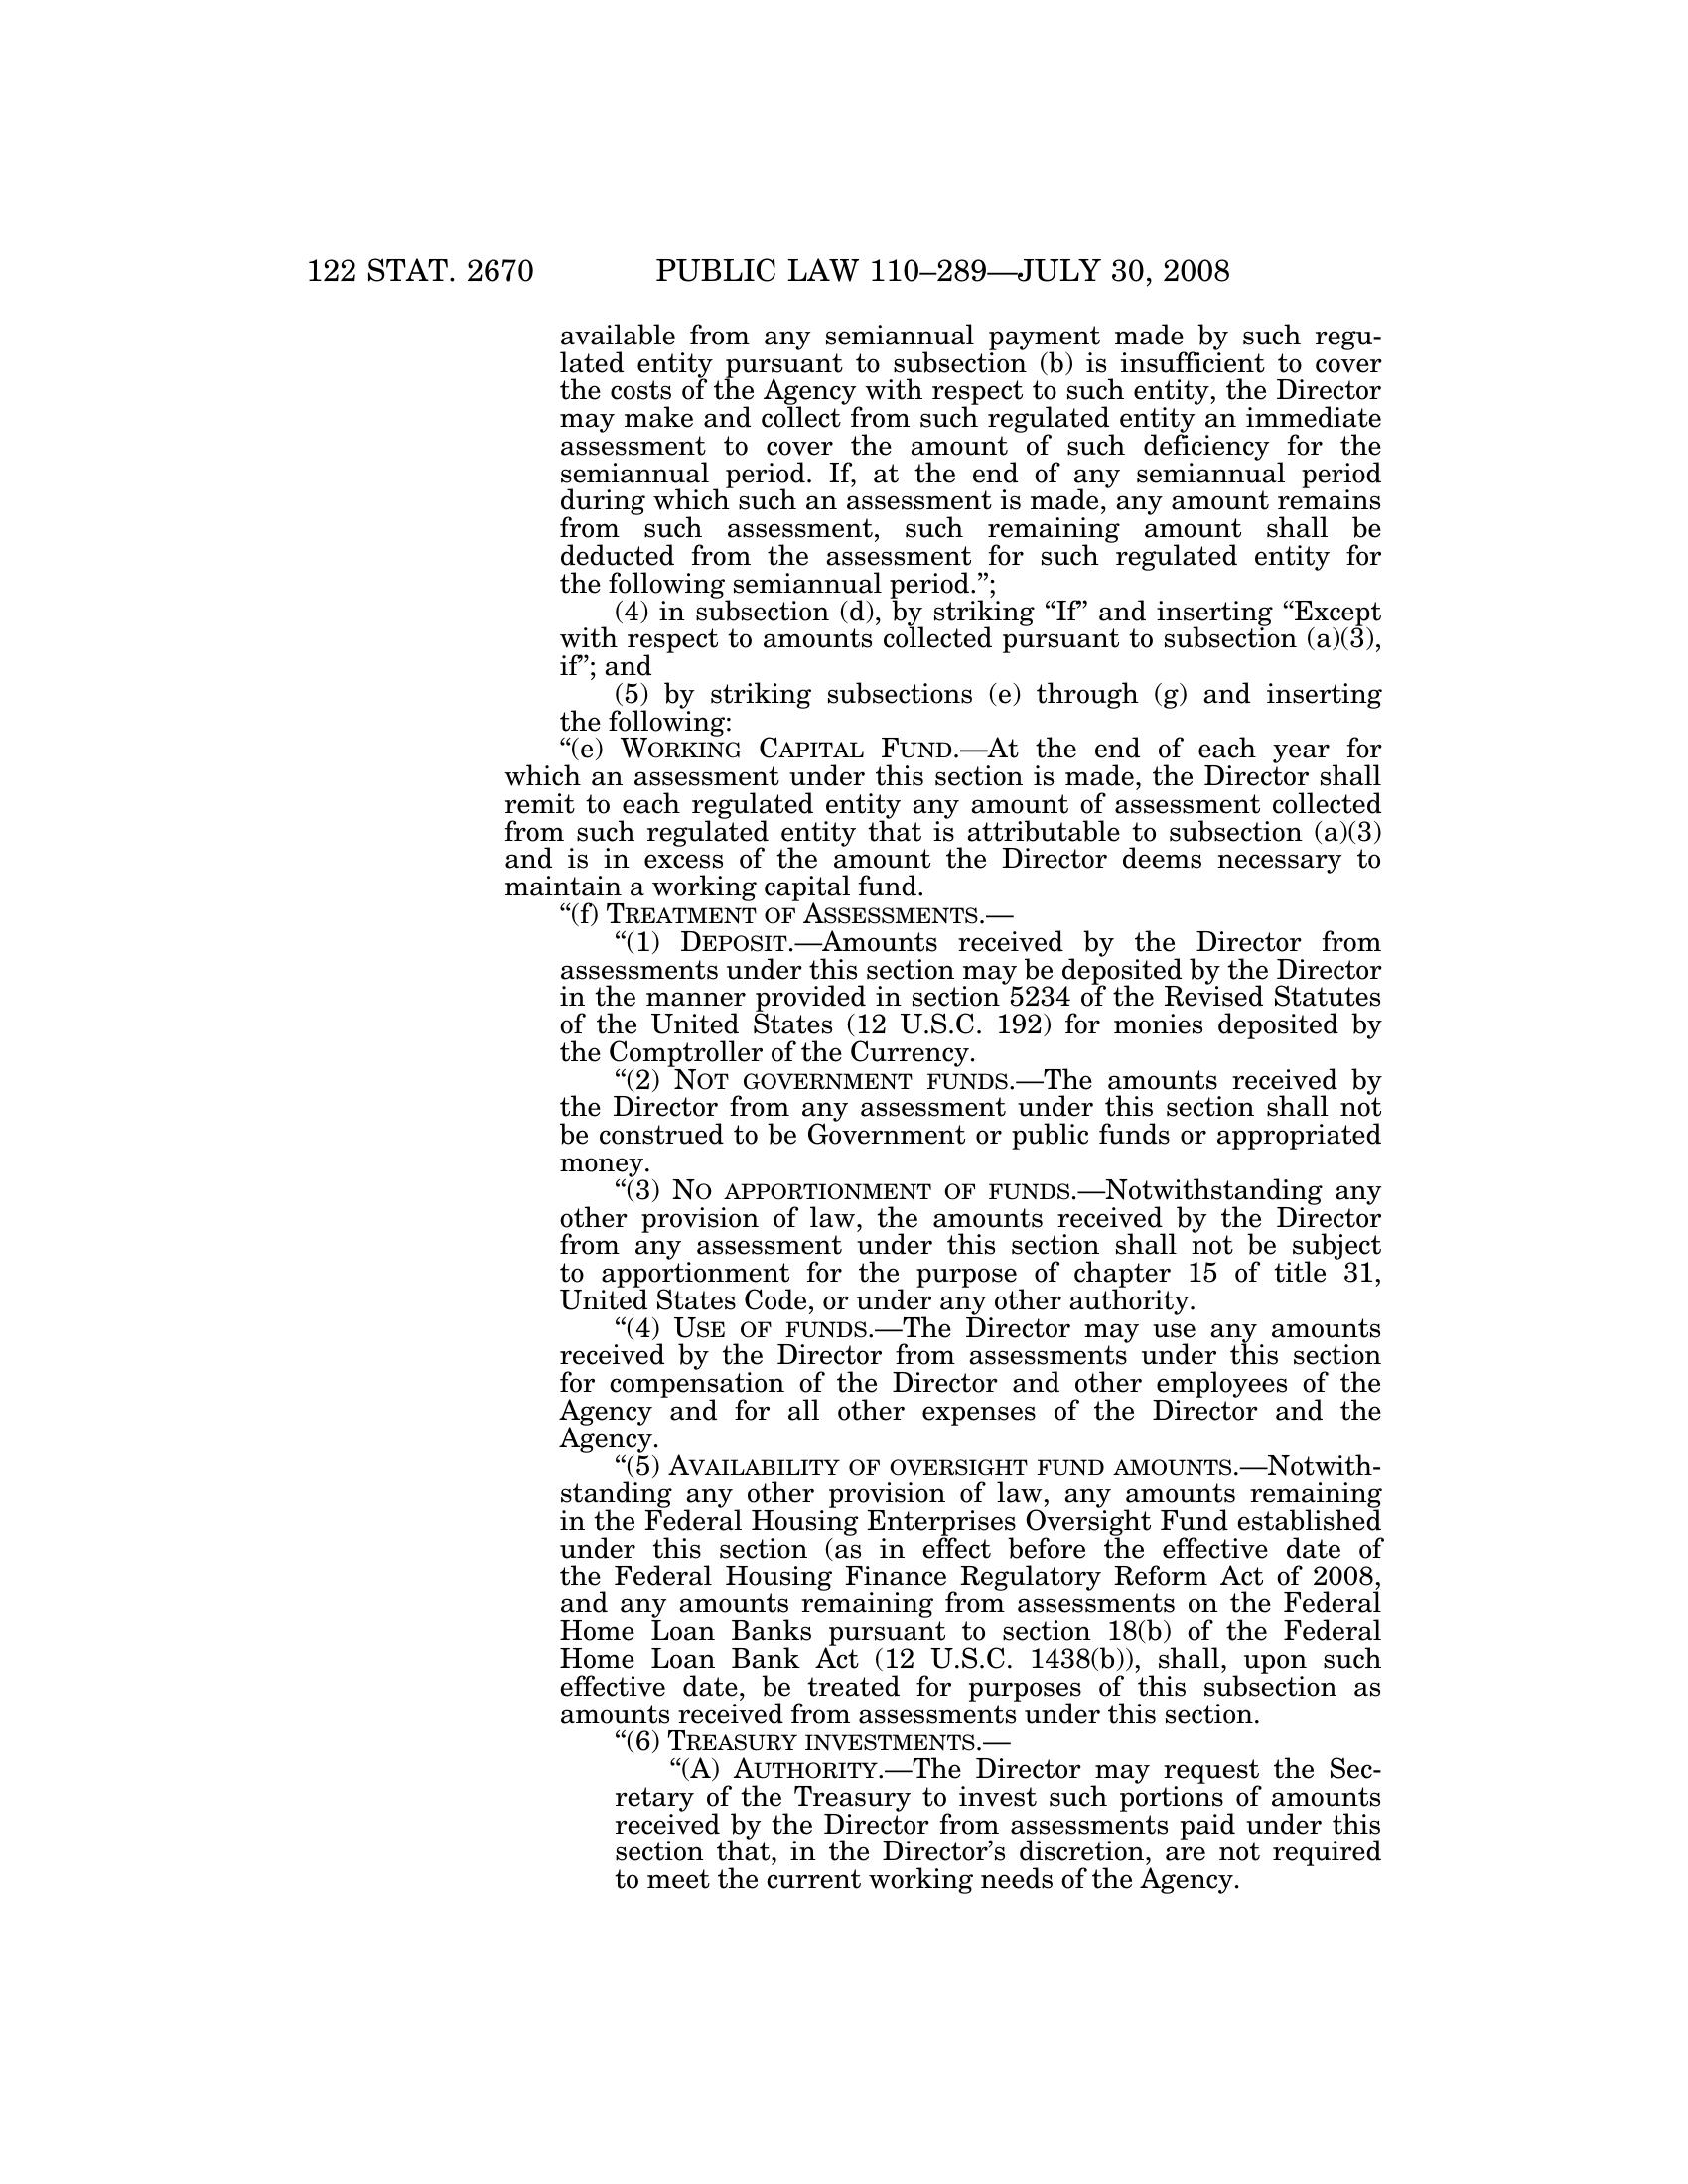 122 STAT. 2670 PUBLIC LAW 110–289—JULY 30, 2008
available from any semiannual payment made by such regu-
lated entity pursuant to subsection (b) is insufficient to cover
the costs of the Agency with respect to such entity, the Director
may make and collect from such regulated entity an immediate
assessment to cover the amount of such deficiency for the
semiannual period. If, at the end of any semiannual period
during which such an assessment is made, any amount remains
from such assessment, such remaining amount shall be
deducted from the assessment for such regulated entity for
the following semiannual period.”;
(4) in subsection (d), by striking “If” and inserting “Except
with respect to amounts collected pursuant to subsection (a)(3),
if”; and
(5) by striking subsections (e) through (g) and inserting
the following:
“(e) WORKING CAPITAL FUND.—At the end of each year for
which an assessment under this section is made, the Director shall
remit to each regulated entity any amount of assessment collected
from such regulated entity that is attributable to subsection (a)(3)
and is in excess of the amount the Director deems necessary to
maintain a working capital fund.
“(f) TREATMENT OF ASSESSMENTS.—
“(1) DEPOSIT.—Amounts received by the Director from
assessments under this section may be deposited by the Director
in the manner provided in section 5234 of the Revised Statutes
of the United States (12 U.S.C. 192) for monies deposited by
the Comptroller of the Currency.
“(2) NOT GOVERNMENT FUNDS.—The amounts received by
the Director from any assessment under this section shall not
be construed to be Government or public funds or appropriated
money.
“(3) NO APPORTIONMENT OF FUNDS.—Notwithstanding any
other provision of law, the amounts received by the Director
from any assessment under this section shall not be subject
to apportionment for the purpose of chapter 15 of title 31,
United States Code, or under any other authority.
“(4) USE OF FUNDS.—The Director may use any amounts
received by the Director from assessments under this section
for compensation of the Director and other employees of the
Agency and for all other expenses of the Director and the
Agency.
“(5) AVAILABILITY OF OVERSIGHT FUND AMOUNTS.—Notwith-
standing any other provision of law, any amounts remaining
in the Federal Housing Enterprises Oversight Fund established
under this section (as in effect before the effective date of
the Federal Housing Finance Regulatory Reform Act of 2008,
and any amounts remaining from assessments on the Federal
Home Loan Banks pursuant to section 18(b) of the Federal
Home Loan Bank Act (12 U.S.C. 1438(b)), shall, upon such
effective date, be treated for purposes of this subsection as
amounts received from assessments under this section.
“(6) TREASURY INVESTMENTS.—
“(A) AUTHORITY.—The Director may request the Sec-
retary of the Treasury to invest such portions of amounts
received by the Director from assessments paid under this
section that, in the Director’s discretion, are not required
to meet the current working needs of the Agency.